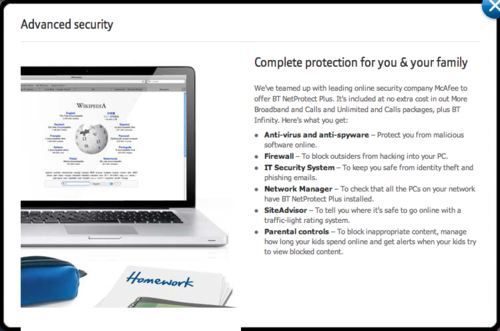 Advanced security
Complete protection for you & your family
We've teamed up with leading online security company McAfee to
offer BT NetProtect Plus. It's included at no extra cost in out More
Broadband and Calls and Unlimited and Calls packages, plus BT
Infinity. Here's what you get:
Anti-virus and anti-spyware – Protect you from malicious
software online.
Firewall – To block outsiders from hacking into your PC.
IT Security System – To keep you safe from identity theft and
phishing emails.
Network Manager – To check that all the PCs on your network
have BT NetProtect Plus installed.
SiteAdvisor – To tell you where it's safe to go online with a
traffic-light rating system.
Parental controls – To block inappropriate content, manage
how long your kids spend online and get alerts when your kids try
to view blocked content.
WIKIPEDIA
English
Homework